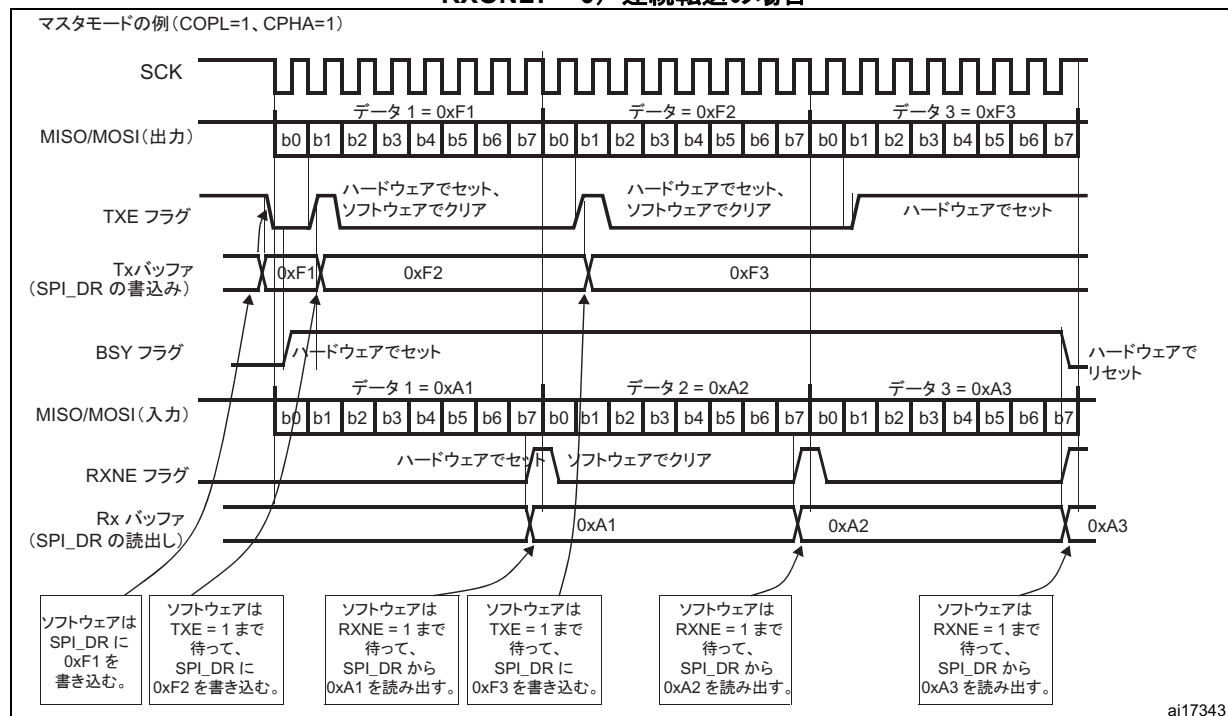 マスタモードの例（COPL=1、CPHA=1）
SCK
データ 1 = 0xF1
データ = 0xF2
データ 3 = 0xF3
MISO/MOSI（出力）
b0 b1 b2 b3 b4 b5 b6 b7 b0 b1 b2 b3 b4 b5 b6 b7 b0 b1 b2 b3 b4 b5 b6 b7
TXE フラグ
ハードウェアでセット、
ソフトウェアでクリア
ハードウェアでセット、
ソフトウェアでクリア
ハードウェアでセット
Txバッファ
（SPI_DR の書込み）
0xF1
0xF2
0xF3
BSY フラグ
ハードウェアでセット
ハードウェアで
リセット
データ 1 = 0xA1
データ 2 = 0xA2
データ 3 = 0xA3
MISO/MOSI（入力）
b0 b1 b2 b3 b4 b5 b6 b7 b0 b1 b2 b3 b4 b5 b6 b7 b0 b1 b2 b3 b4 b5 b6 b7
RXNE フラグ
ハードウェアでセット
ソフトウェアでクリア
Rx バッファ
（SPI_DR の読出し）
0xA1
0xA2
0xA3
ソフトウェアは
SPI_DR に
0xF1 を
書き込む。
ソフトウェアは
TXE = 1 まで
待って、
SPI_DR に
0xF2 を書き込む。
ソフトウェアは
RXNE = 1 まで
待って、
SPI_DR から
0xA1 を読み出す。
ソフトウェアは
TXE = 1 まで
待って、
SPI_DR に
0xF3 を書き込む。
ソフトウェアは
RXNE = 1 まで
待って、
SPI_DR から
0xA2 を読み出す。
ソフトウェアは
RXNE = 1 まで
待って、
SPI_DR から
0xA3 を読み出す。
ai17343